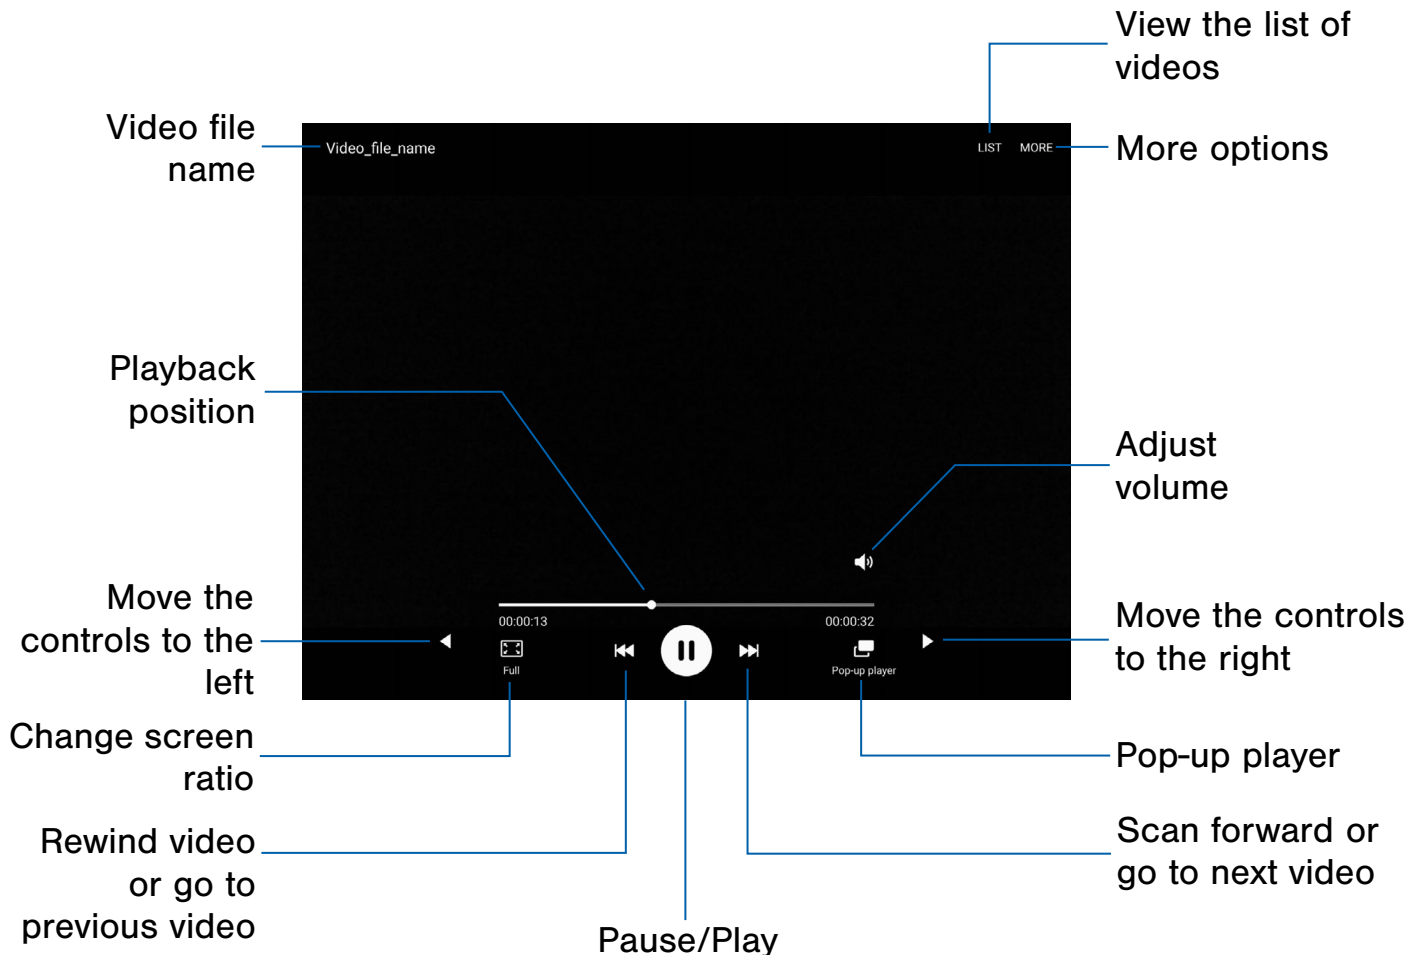 View the list of
videos
Video file
name
Video_file_name
LIST
MORE
More options
Playback
position
Adjust
volume
Move the
controls to the
left
00:00:13
00:00:32
Full
Pop-up player
Move the controls
to the right
Change screen
ratio
Pop-up player
Rewind video
or go to
previous video
Scan forward or
go to next video
Pause/Play